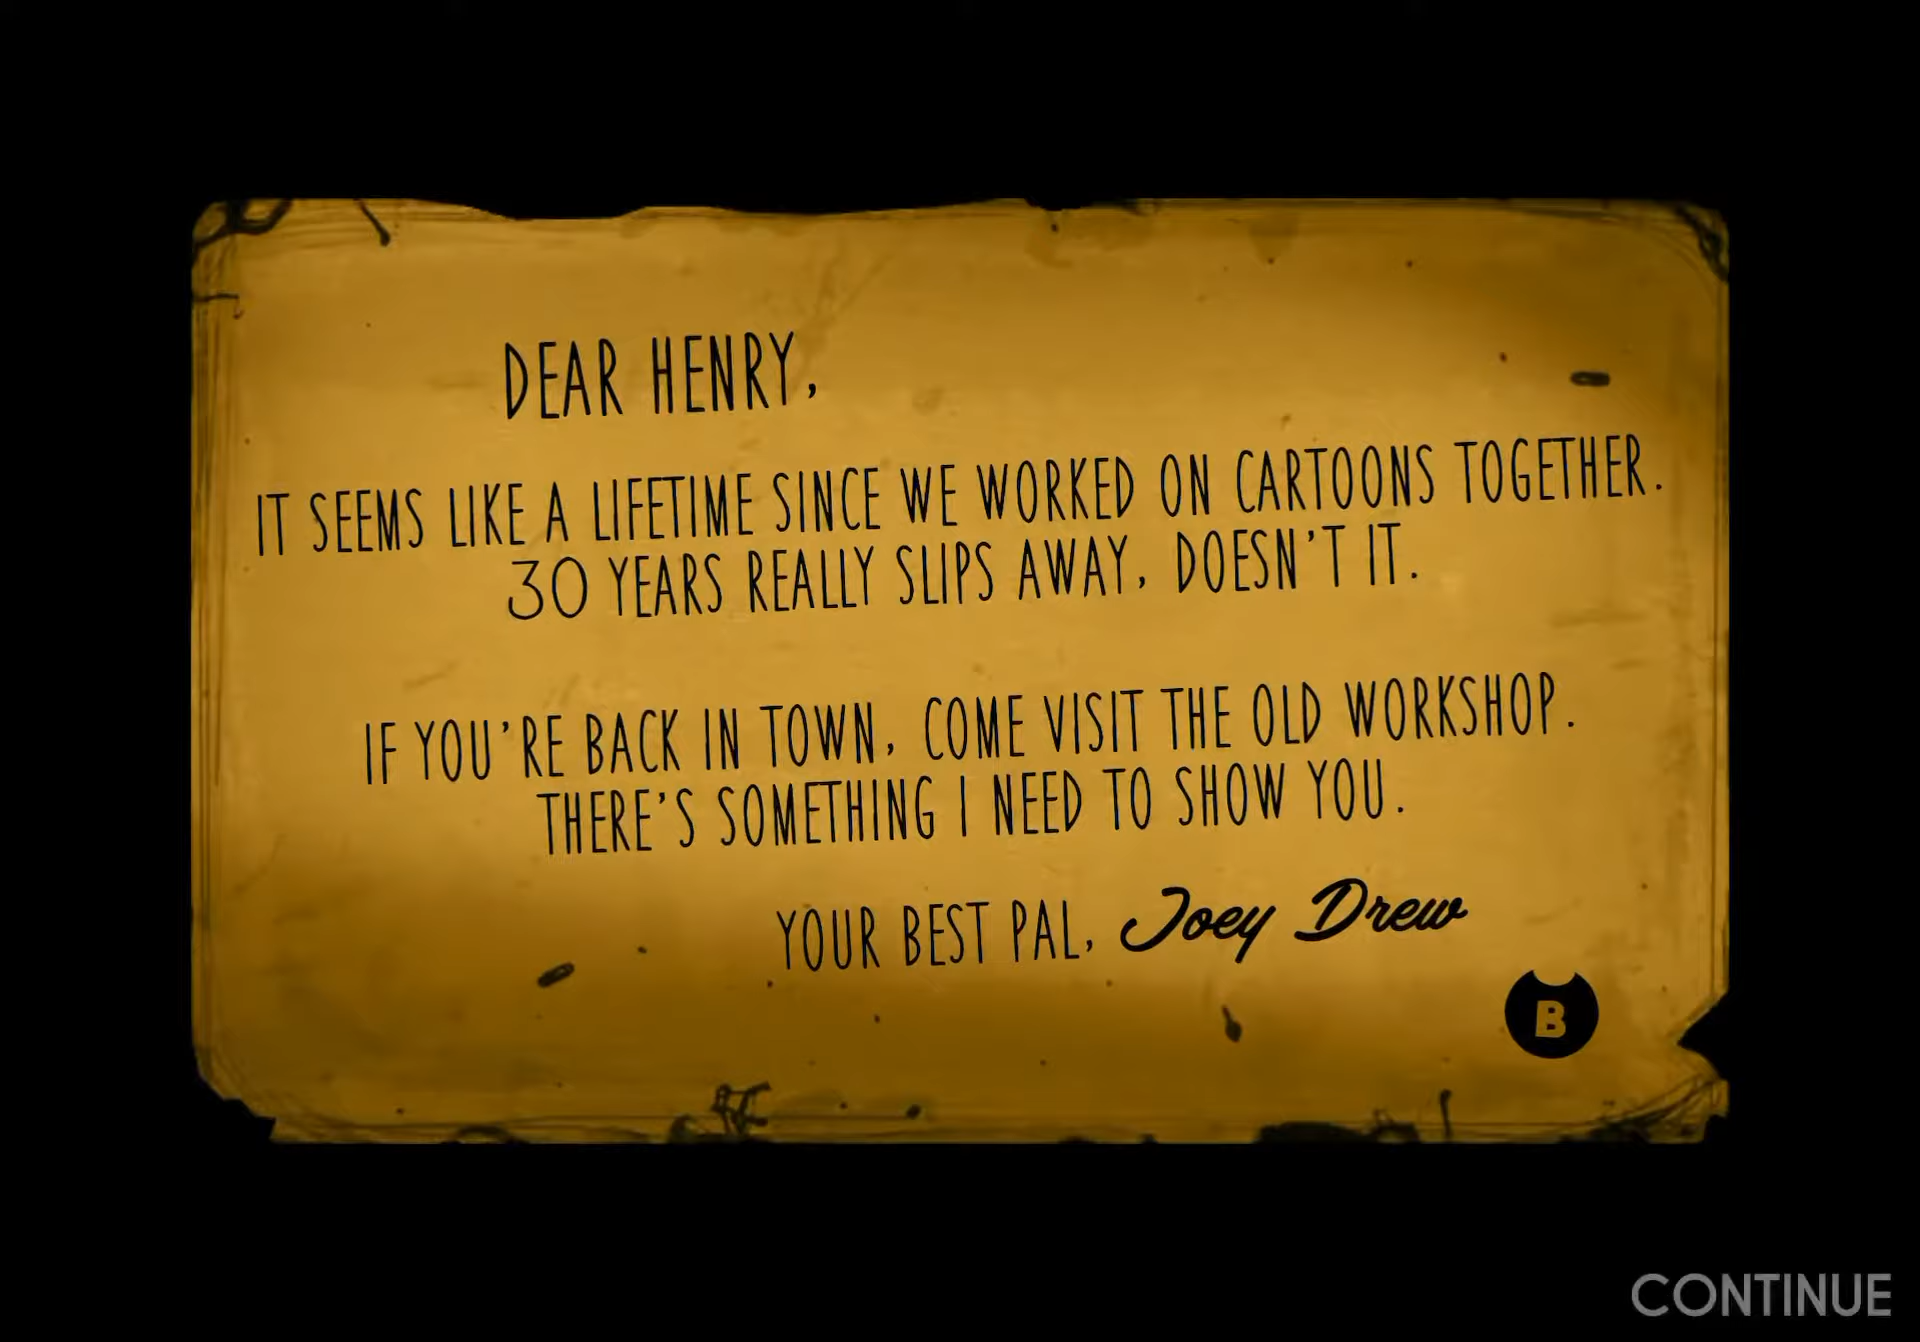 DEAR HENRY,
IT SEEMS LIKE A LIFETIME SINCE WE WORKED ON CARTOONS TOGETHER.
30 YEARS REALLY SLIPS AWAY, DOESN'T IT.
IF YOU'RE BACK IN TOWN, COME VISIT THE OLD WORKSHOP.
THERE'S SOMETHING I NEED TO SHOW YOU.
YOUR BEST PAL, Joey Drew
B
CONTINUE